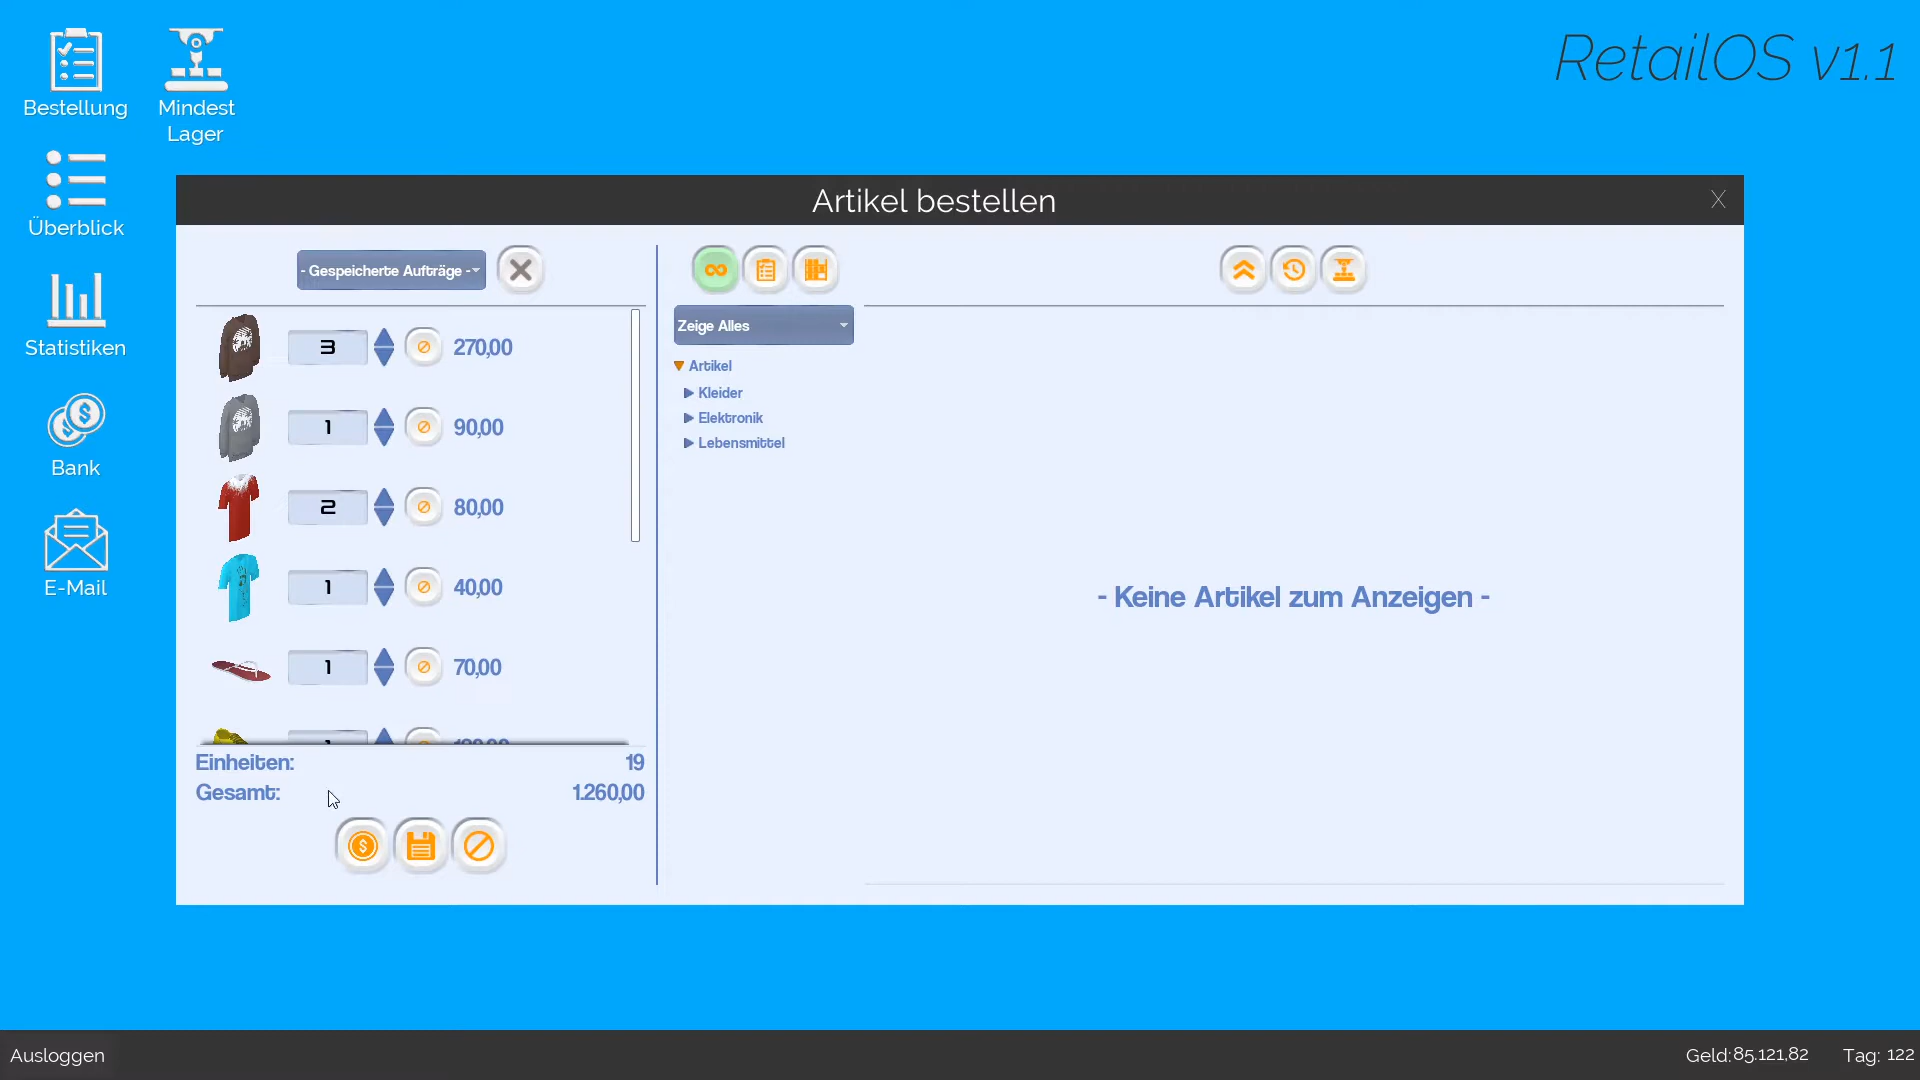 Bestellung
Mindest
Lager
RetailOS v1.1
Überblick
Statistiken
Bank
E-Mail
Artikel bestellen
X
- Gespeicherte Aufträge -
3
270,00
1
90,00
2
80,00
1
40,00
1
70,00
Einheiten:
19
Gesamt:
1.260,00
Zeige Alles
Artikel
Kleider
Elektronik
Lebensmittel
- Keine Artikel zum Anzeigen -
Ausloggen
Geld:85.121,82
Tag: 122